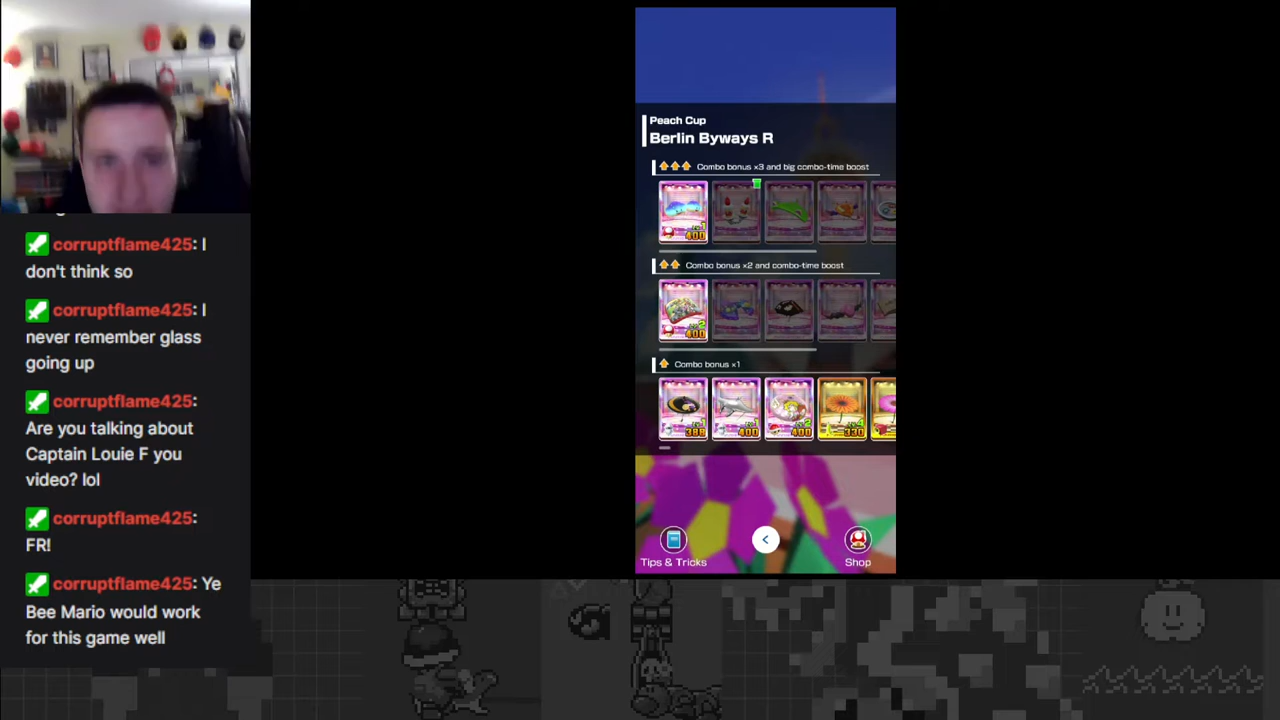 corruptflame425: I
don't think so
corruptflame425: I
never remember glass
going up
corruptflame425:
Are you talking about
Captain Louie F you
video? lol
corruptflame425:
FR!
corruptflame425: Ye
Bee Mario would work
for this game well
Peach Cup
Berlin Byways R
Combo bonus ×3 and big combo-time boost
400
Combo bonus ×2 and combo-time boost
400
Combo bonus ×1
388
400
400
330
Tips & Tricks
<
Shop